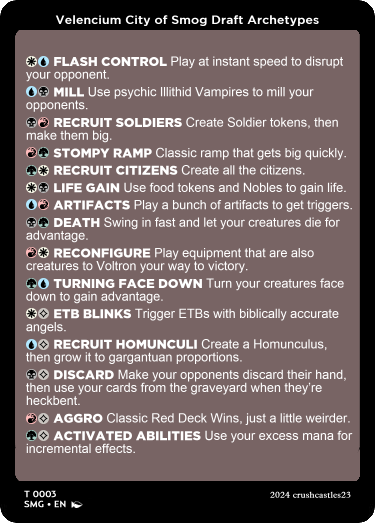 Velencium City of Smog Draft Archetypes
FLASH CONTROL Play at instant speed to disrupt
your opponent.
MILL Use psychic Illithid Vampires to mill your
opponents.
RECRUIT SOLDIERS Create Soldier tokens, then
make them big.
STOMPY RAMP Classic ramp that gets big quickly.
RECRUIT CITIZENS Create all the citizens.
LIFE GAIN Use food tokens and Nobles to gain life.
ARTIFACTS Play a bunch of artifacts to get triggers.
DEATH Swing in fast and let your creatures die for
advantage.
RECONFIGURE Play equipment that are also
creatures to Voltron your way to victory.
TURNING FACE DOWN Turn your creatures face
down to gain advantage.
ETB BLINKS Trigger ETBs with biblically accurate
angels.
RECRUIT HOMUNCULI Create a Homunculus,
then grow it to gargantuan proportions.
DISCARD Make your opponents discard their hand,
then use your cards from the graveyard when they're
heckbent.
AGGRO Classic Red Deck Wins, just a little weirder.
ACTIVATED ABILITIES Use your excess mana for
incremental effects.
T 0003
SMG • EN
2024 crushcastles23